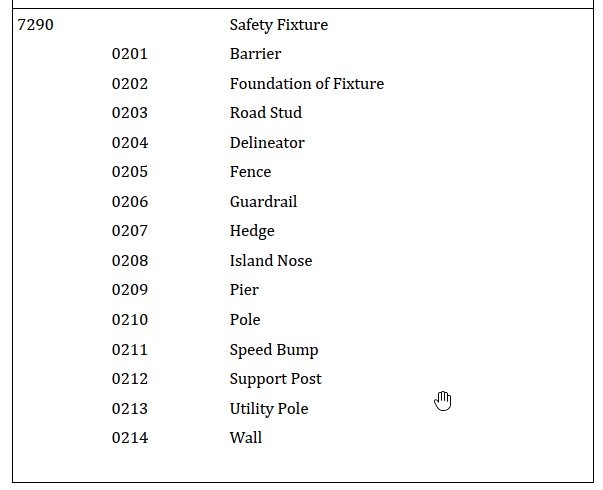 7290 Safety Fixture
0201 Barrier
0202 Foundation of Fixture
0203 Road Stud
0204 Delineator
0205 Fence
0206 Guardrail
0207 Hedge
0208 Island Nose
0209 Pier
0210 Pole
0211 Speed Bump
0212 Support Post
0213 Utility Pole
0214 Wall